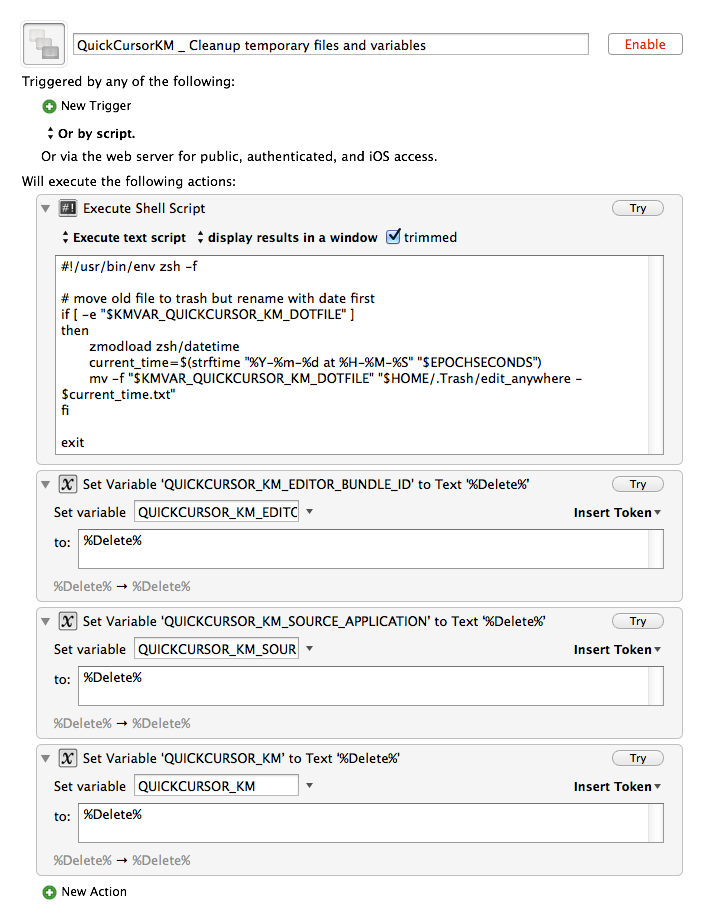 QuickCursorKM _ Cleanup temporary files and variables
Enable
Triggered by any of the following:
New Trigger
Or by script.
Or via the web server for public, authenticated, and iOS access.
Will execute the following actions:
#! Execute Shell Script Try
Execute text script display results in a window trimmed
#!/usr/bin/env zsh -f
# move old file to trash but rename with date first
if [ -e "$KMVAR_QUICKCURSOR_KM_DOTFILE" ]
then
zmodload zsh/datetime
current_time=$(strftime "%Y-%m-%d at %H-%M-%S" "$EPOCHSECONDS")
mv -f "$KMVAR_QUICKCURSOR_KM_DOTFILE" "$HOME/.Trash/edit_anywhere -
$current_time.txt"
fi
exit
X Set Variable 'QUICKCURSOR_KM_EDITOR_BUNDLE_ID' to Text '%Delete%' Try
Set variable QUICKCURSOR_KM_EDITC Insert Token
to: %Delete%
%Delete% → %Delete%
X Set Variable 'QUICKCURSOR_KM_SOURCE_APPLICATION' to Text '%Delete%' Try
Set variable QUICKCURSOR_KM_SOUR Insert Token
to: %Delete%
%Delete% → %Delete%
X Set Variable 'QUICKCURSOR_KM' to Text '%Delete%' Try
Set variable QUICKCURSOR_KM Insert Token
to: %Delete%
%Delete% → %Delete%
New Action